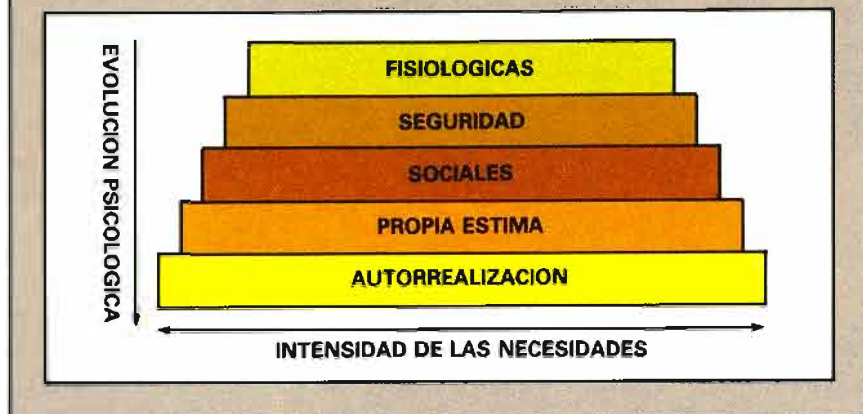 FISIOLOGICAS
SEGURIDAD
SOCIALES
PROPIA ESTIMA
AUTORREALIZACION
EVOLUCION PSICOLOGICA
INTENSIDAD DE LAS NECESIDADES